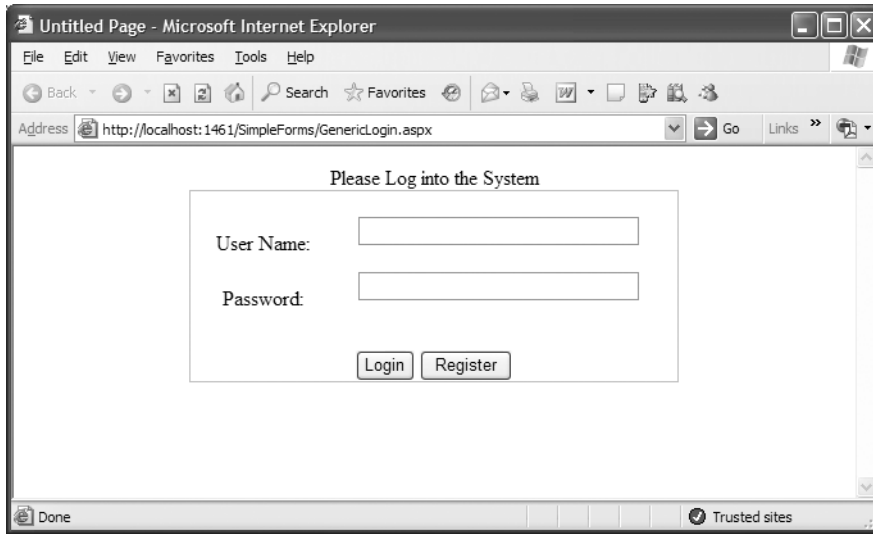 Untitled Page - Microsoft Internet Explorer
File Edit View Favorites Tools Help
Back Search Favorites W
Address http://localhost:1461/SimpleForms/GenericLogin.aspx Go Links »
Please Log into the System
User Name:
Password:
Login Register
Done Trusted sites